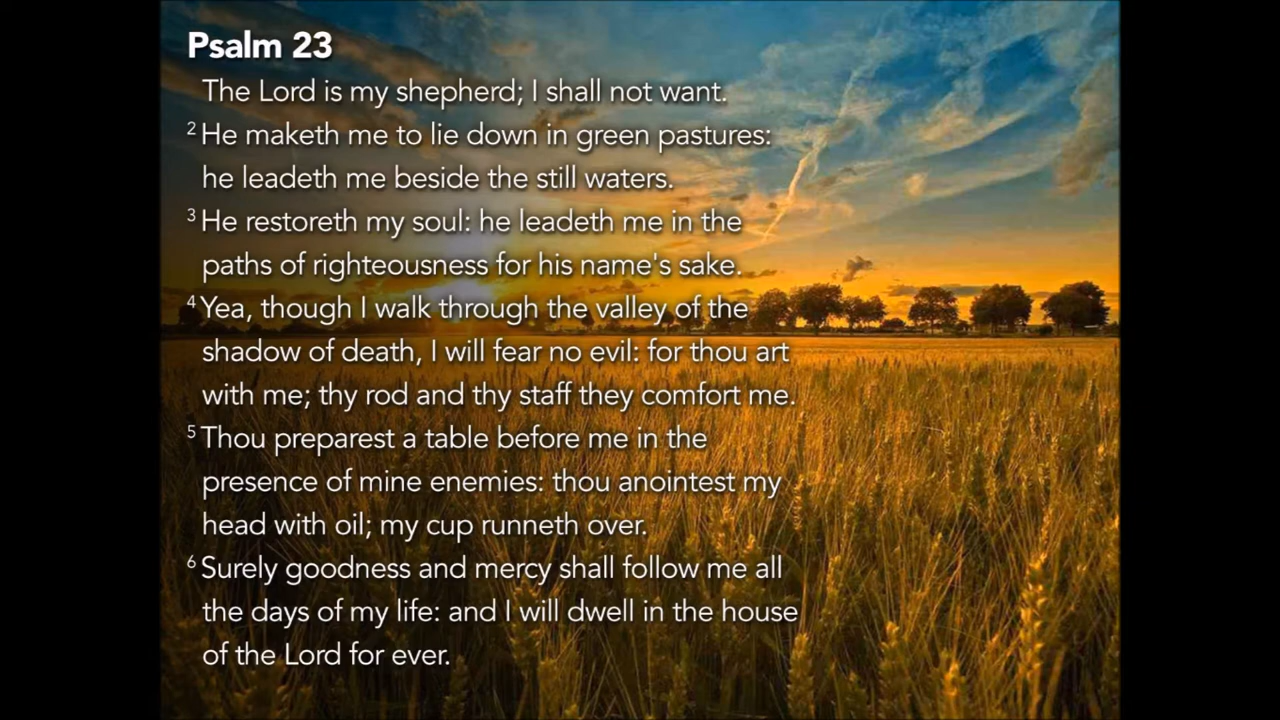 Psalm 23
The Lord is my shepherd; I shall not want.
2 He maketh me to lie down in green pastures:
he leadeth me beside the still waters.
3 He restoreth my soul: he leadeth me in the
paths of righteousness for his name's sake.
4 Yea, though I walk through the valley of the
shadow of death, I will fear no evil: for thou art
with me; thy rod and thy staff they comfort me.
5 Thou preparest a table before me in the
presence of mine enemies: thou anointest my
head with oil; my cup runneth over.
6 Surely goodness and mercy shall follow me all
the days of my life: and I will dwell in the house
of the Lord for ever.